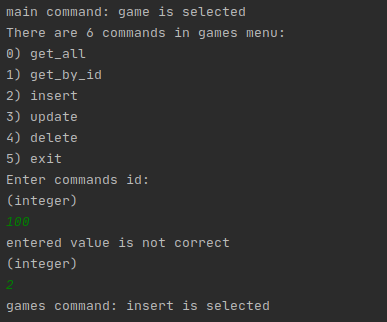 main command: game is selected
There are 6 commands in games menu:
0) get_all
1) get_by_id
2) insert
3) update
4) delete
5) exit
Enter commands id:
(integer)
100
entered value is not correct
(integer)
2
games command: insert is selected